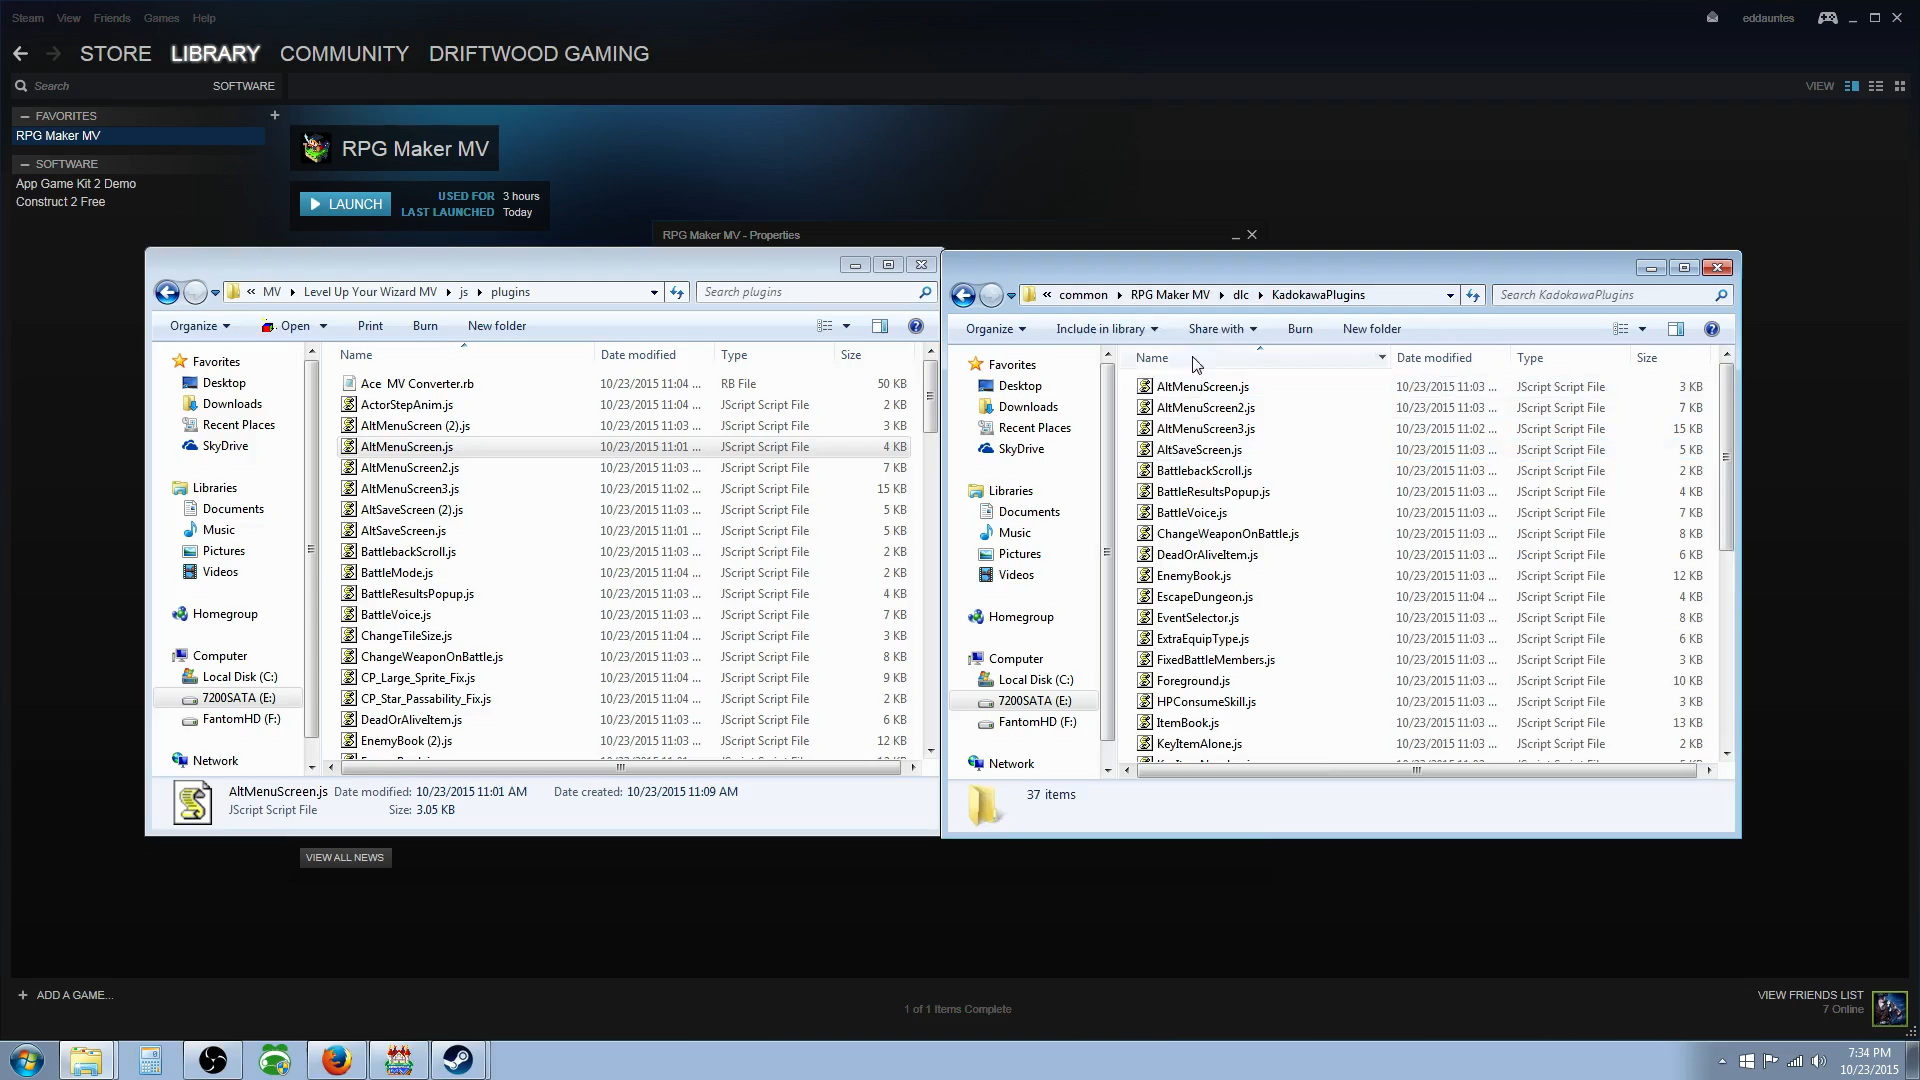 Steam View Friends Games Help
eddauntes
STORE LIBRARY COMMUNITY DRIFTWOOD GAMING
Search SOFTWARE VIEW
— FAVORITES +
RPG Maker MV
— SOFTWARE
App Game Kit 2 Demo
Construct 2 Free
RPG Maker MV
LAUNCH
USED FOR 3 hours
LAST LAUNCHED Today
RPG Maker MV - Properties
« MV Level Up Your Wizard MV js plugins
Search plugins
Organize Open Print Burn New folder
Favorites
Desktop
Downloads
Recent Places
SkyDrive
Libraries
Documents
Music
Pictures
Videos
Homegroup
Computer
Local Disk (C:)
7200SATA (E:)
FantomHD (F:)
Network
Name Date modified Type Size
Ace MV Converter.rb 10/23/2015 11:04 ... RB File 50 KB
ActorStepAnim.js 10/23/2015 11:04 ... JScript Script File 2 KB
AltMenuScreen (2).js 10/23/2015 11:03 ... JScript Script File 3 KB
AltMenuScreen.js 10/23/2015 11:01 ... JScript Script File 4 KB
AltMenuScreen2.js 10/23/2015 11:03 ... JScript Script File 7 KB
AltMenuScreen3.js 10/23/2015 11:02 ... JScript Script File 15 KB
AltSaveScreen (2).js 10/23/2015 11:03 ... JScript Script File 5 KB
AltSaveScreen.js 10/23/2015 11:01 ... JScript Script File 5 KB
BattlebackScroll.js 10/23/2015 11:03 ... JScript Script File 2 KB
BattleMode.js 10/23/2015 11:04 ... JScript Script File 2 KB
BattleResultsPopup.js 10/23/2015 11:03 ... JScript Script File 4 KB
BattleVoice.js 10/23/2015 11:03 ... JScript Script File 7 KB
ChangeTileSize.js 10/23/2015 11:04 ... JScript Script File 3 KB
ChangeWeaponOnBattle.js 10/23/2015 11:03 ... JScript Script File 8 KB
CP_Large_Sprite_Fix.js 10/23/2015 11:04 ... JScript Script File 9 KB
CP_Star_Passability_Fix.js 10/23/2015 11:04 ... JScript Script File 2 KB
DeadOrAliveItem.js 10/23/2015 11:03 ... JScript Script File 6 KB
EnemyBook (2).js 10/23/2015 11:03 ... JScript Script File 12 KB
AltMenuScreen.js Date modified: 10/23/2015 11:01 AM Date created: 10/23/2015 11:09 AM
JScript Script File Size: 3.05 KB
« common RPG Maker MV dlc KadokawaPlugins
Search KadokawaPlugins
Organize Include in library Share with Burn New folder
Favorites
Desktop
Downloads
Recent Places
SkyDrive
Libraries
Documents
Music
Pictures
Videos
Homegroup
Computer
Local Disk (C:)
7200SATA (E:)
FantomHD (F:)
Network
Name Date modified Type Size
AltMenuScreen.js 10/23/2015 11:03 ... JScript Script File 3 KB
AltMenuScreen2.js 10/23/2015 11:03 ... JScript Script File 7 KB
AltMenuScreen3.js 10/23/2015 11:02 ... JScript Script File 15 KB
AltSaveScreen.js 10/23/2015 11:03 ... JScript Script File 5 KB
BattlebackScroll.js 10/23/2015 11:03 ... JScript Script File 2 KB
BattleResultsPopup.js 10/23/2015 11:03 ... JScript Script File 4 KB
BattleVoice.js 10/23/2015 11:03 ... JScript Script File 7 KB
ChangeWeaponOnBattle.js 10/23/2015 11:03 ... JScript Script File 8 KB
DeadOrAliveItem.js 10/23/2015 11:03 ... JScript Script File 6 KB
EnemyBook.js 10/23/2015 11:03 ... JScript Script File 12 KB
EscapeDungeon.js 10/23/2015 11:04 ... JScript Script File 4 KB
EventSelector.js 10/23/2015 11:03 ... JScript Script File 8 KB
ExtraEquipType.js 10/23/2015 11:03 ... JScript Script File 6 KB
FixedBattleMembers.js 10/23/2015 11:03 ... JScript Script File 3 KB
Foreground.js 10/23/2015 11:03 ... JScript Script File 10 KB
HPConsumeSkill.js 10/23/2015 11:03 ... JScript Script File 3 KB
ItemBook.js 10/23/2015 11:03 ... JScript Script File 13 KB
KeyItemAlone.js 10/23/2015 11:03 ... JScript Script File 2 KB
37 items
VIEW ALL NEWS
+ ADD A GAME...
1 of 1 Items Complete
VIEW FRIENDS LIST
7 Online
7:34 PM
10/23/2015